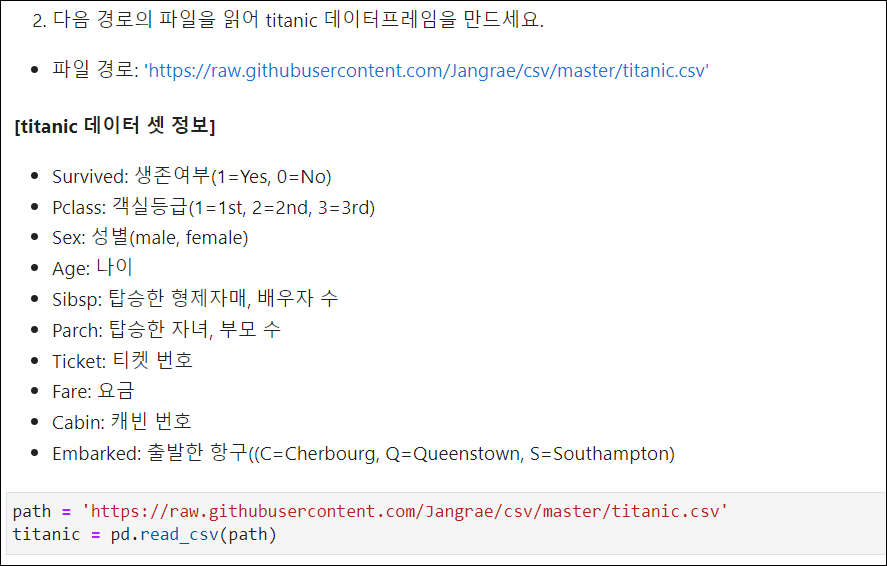 2. 다음 경로의 파일을 읽어 titanic 데이터프레임을 만드세요.
• 파일 경로: 'https://raw.githubusercontent.com/Jangrae/csv/master/titanic.csv'
[titanic 데이터 셋 정보]
• Survived: 생존여부(1=Yes, 0=No)
• Pclass: 객실등급(1=1st, 2=2nd, 3=3rd)
• Sex: 성별(male, female)
• Age: 나이
• Sibsp: 탑승한 형제자매, 배우자 수
• Parch: 탑승한 자녀, 부모 수
• Ticket: 티켓 번호
• Fare: 요금
• Cabin: 캐빈 번호
• Embarked: 출발한 항구((C=Cherbourg, Q=Queenstown, S=Southampton)
path = 'https://raw.githubusercontent.com/Jangrae/csv/master/titanic.csv'
titanic = pd.read_csv(path)